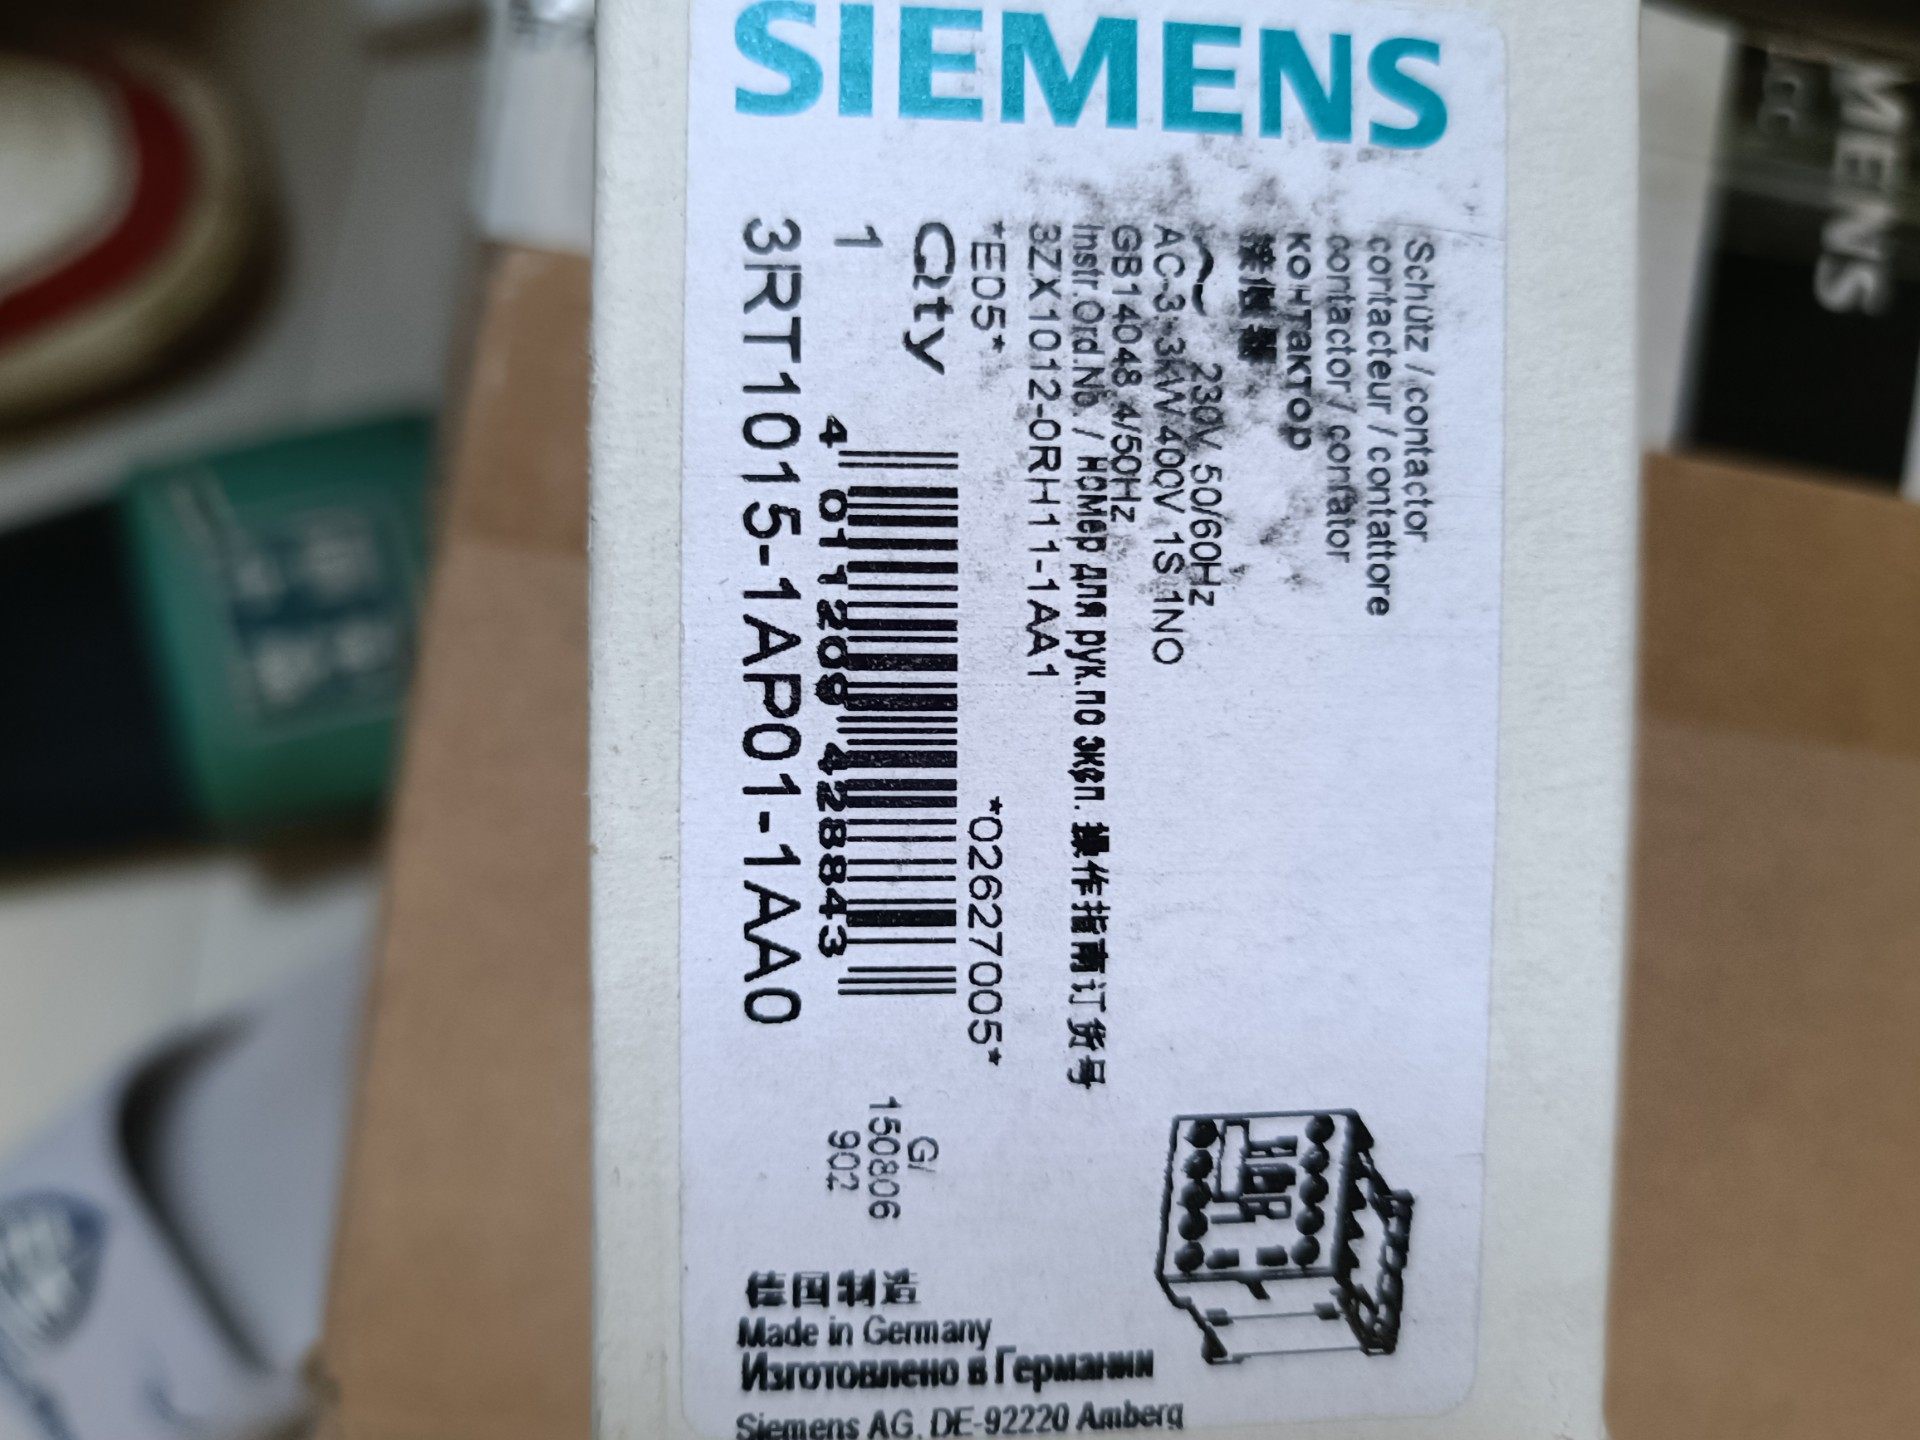 SIEMENS
Schütz / contactor
contacteur / contattore
contactor / contator
контактор
接触器
~ 230V 50/60Hz
AC-3 3kW 400V 1S 1NO
GB14048.4/50Hz
Instr.Ord.No. / номер для рук.по эксп. 操作指南订货号
3ZX1012-0RH11-1AA1
*E05* *02627005*
Qty
1
4 011209 428843
3RT1015-1AP01-1AA0
G/
150806
902
德国制造
Made in Germany
Изготовлено в Германии
Siemens AG, DE-92220 Amberg
MENS